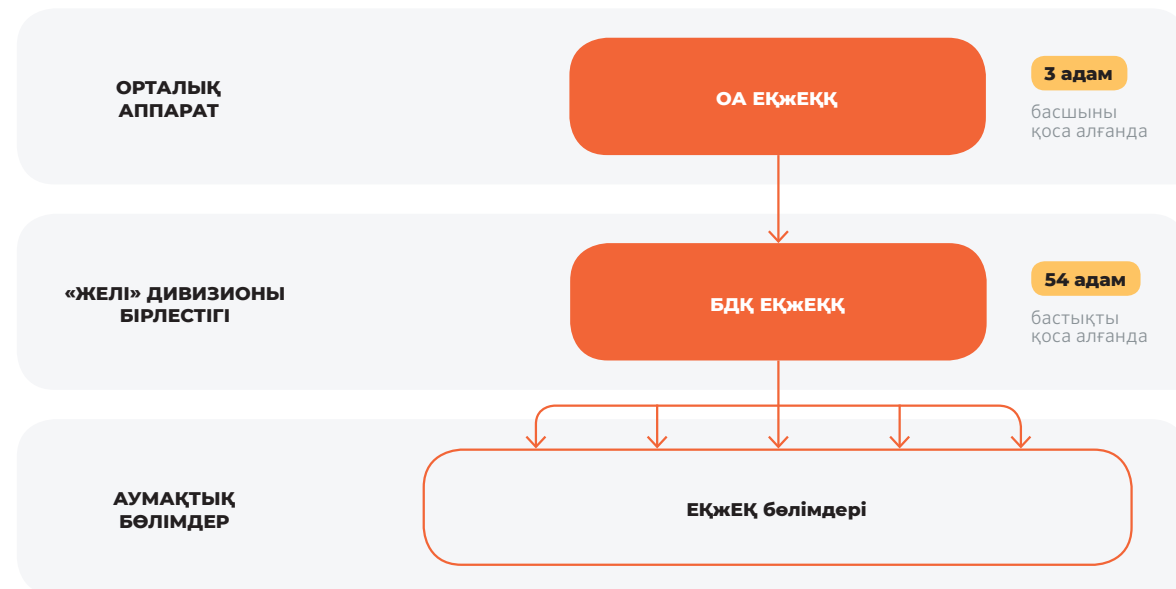 ОРТАЛЫҚ
АППАРАТ
ОА ЕҚжЕҚҚ
3 адам
басшыны
қоса алғанда
«ЖЕЛІ» ДИВИЗИОНЫ
БІРЛЕСТІГІ
БДҚ ЕҚжЕҚҚ
54 адам
бастықты
қоса алғанда
АУМАҚТЫҚ
БӨЛІМДЕР
ЕҚжЕҚ бөлімдері